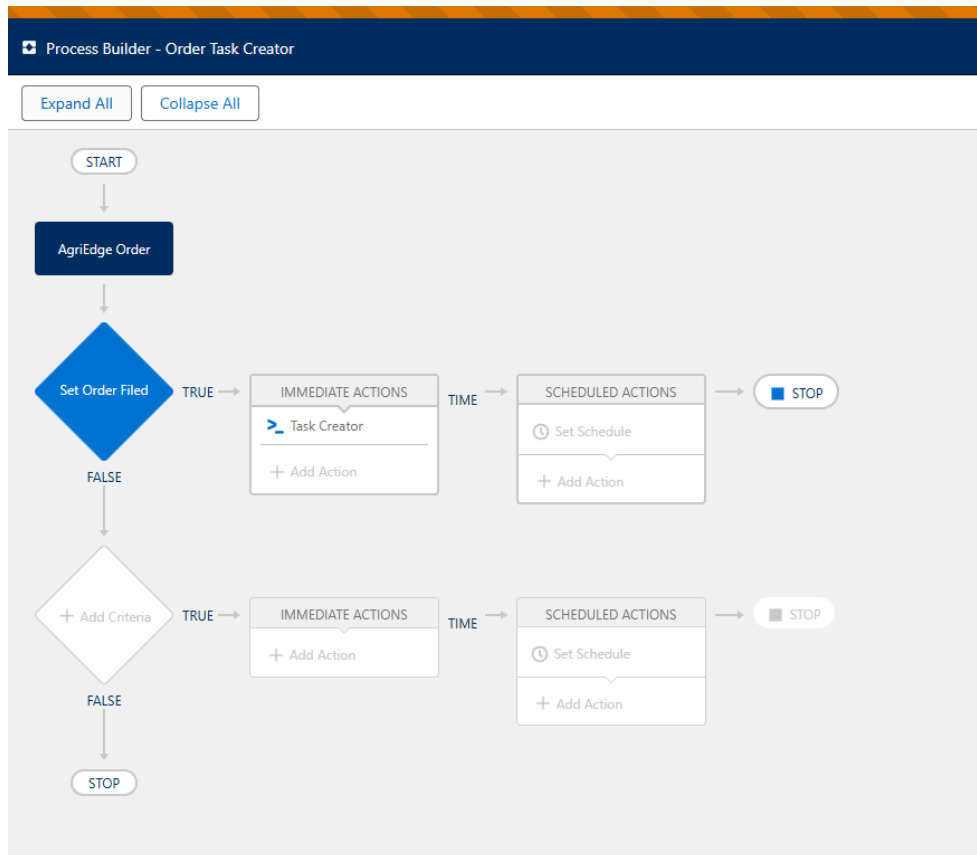 Process Builder - Order Task Creator
Expand All
Collapse All
START
AgriEdge Order
Set Order Filed
TRUE
IMMEDIATE ACTIONS
Task Creator
+ Add Action
TIME
SCHEDULED ACTIONS
Set Schedule
+ Add Action
STOP
FALSE
+ Add Criteria
TRUE
IMMEDIATE ACTIONS
+ Add Action
TIME
SCHEDULED ACTIONS
Set Schedule
+ Add Action
STOP
FALSE
STOP